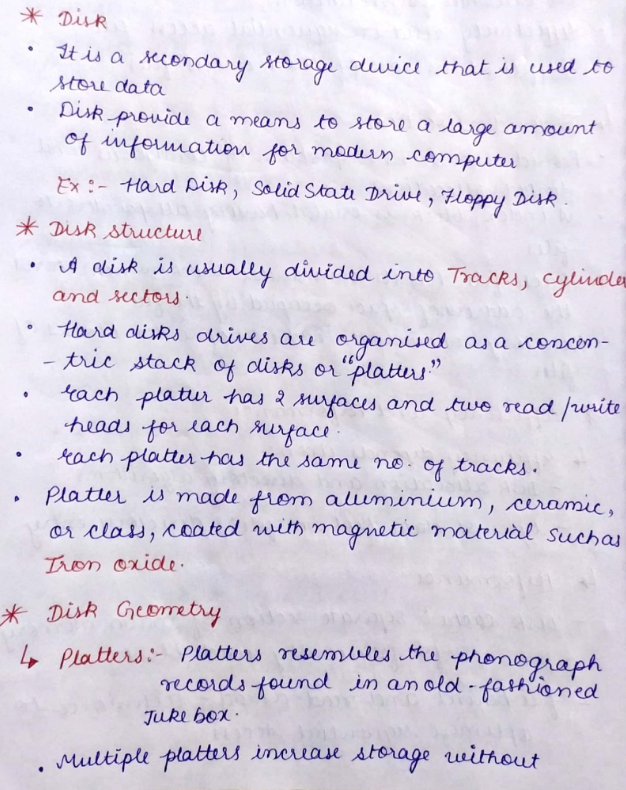 * Disk
• It is a secondary storage device that is used to
store data
• Disk provide a means to store a large amount
of information for modern computer
Ex :- Hard Disk, Solid State Drive, Floppy Disk.
* Disk structure
• A disk is usually divided into Tracks, cylinder
and sectors.
• Hard disks drives are organised as a concen-
- tric stack of disks or "platters"
• Each platter has 2 surfaces and two read/write
heads for each surface.
• Each platter has the same no. of tracks.
• Platter is made from aluminium, ceramic,
or class, coated with magnetic material such as
Iron oxide.
* Disk Geometry
↳ Platters:- Platters resembles the phonograph
records found in an old-fashioned
Juke box.
• Multiple platters increase storage without